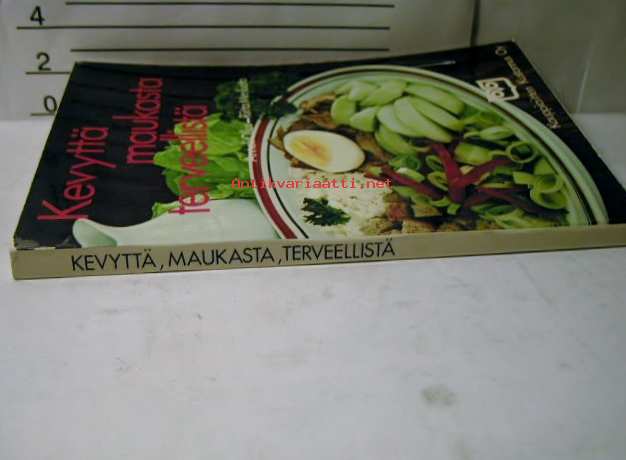 4
2
0
Kevyttä
maukasta
terveellistä
Antikvariaatti.net
KEVYTTÄ, MAUKASTA, TERVEELLISTÄ